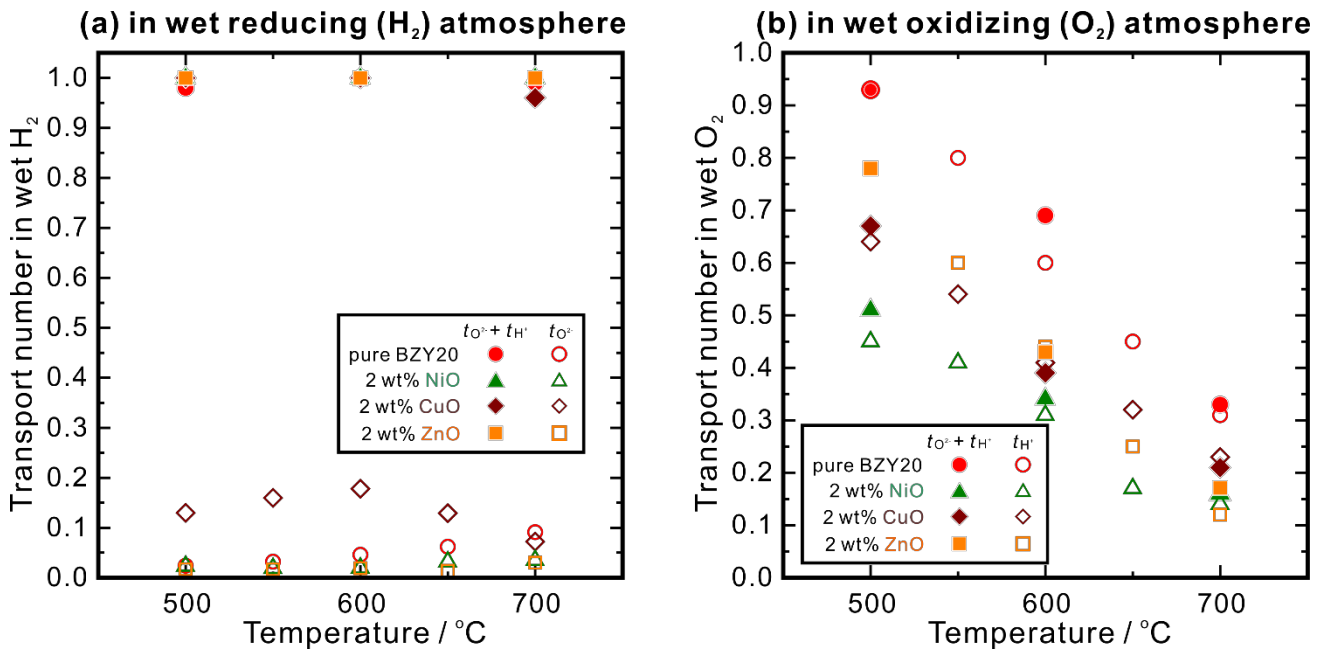 (a) in wet reducing (H₂) atmosphere
Transport number in wet H₂
1.0
0.9
0.8
0.7
0.6
0.5
0.4
0.3
0.2
0.1
0.0
500
600
700
Temperature / °C
tO²⁻ + tH⁺ tO²⁻
pure BZY20
2 wt% NiO
2 wt% CuO
2 wt% ZnO
(b) in wet oxidizing (O₂) atmosphere
Transport number in wet O₂
1.0
0.9
0.8
0.7
0.6
0.5
0.4
0.3
0.2
0.1
0.0
500
600
700
Temperature / °C
tO²⁻ + tH⁺ tH⁺
pure BZY20
2 wt% NiO
2 wt% CuO
2 wt% ZnO